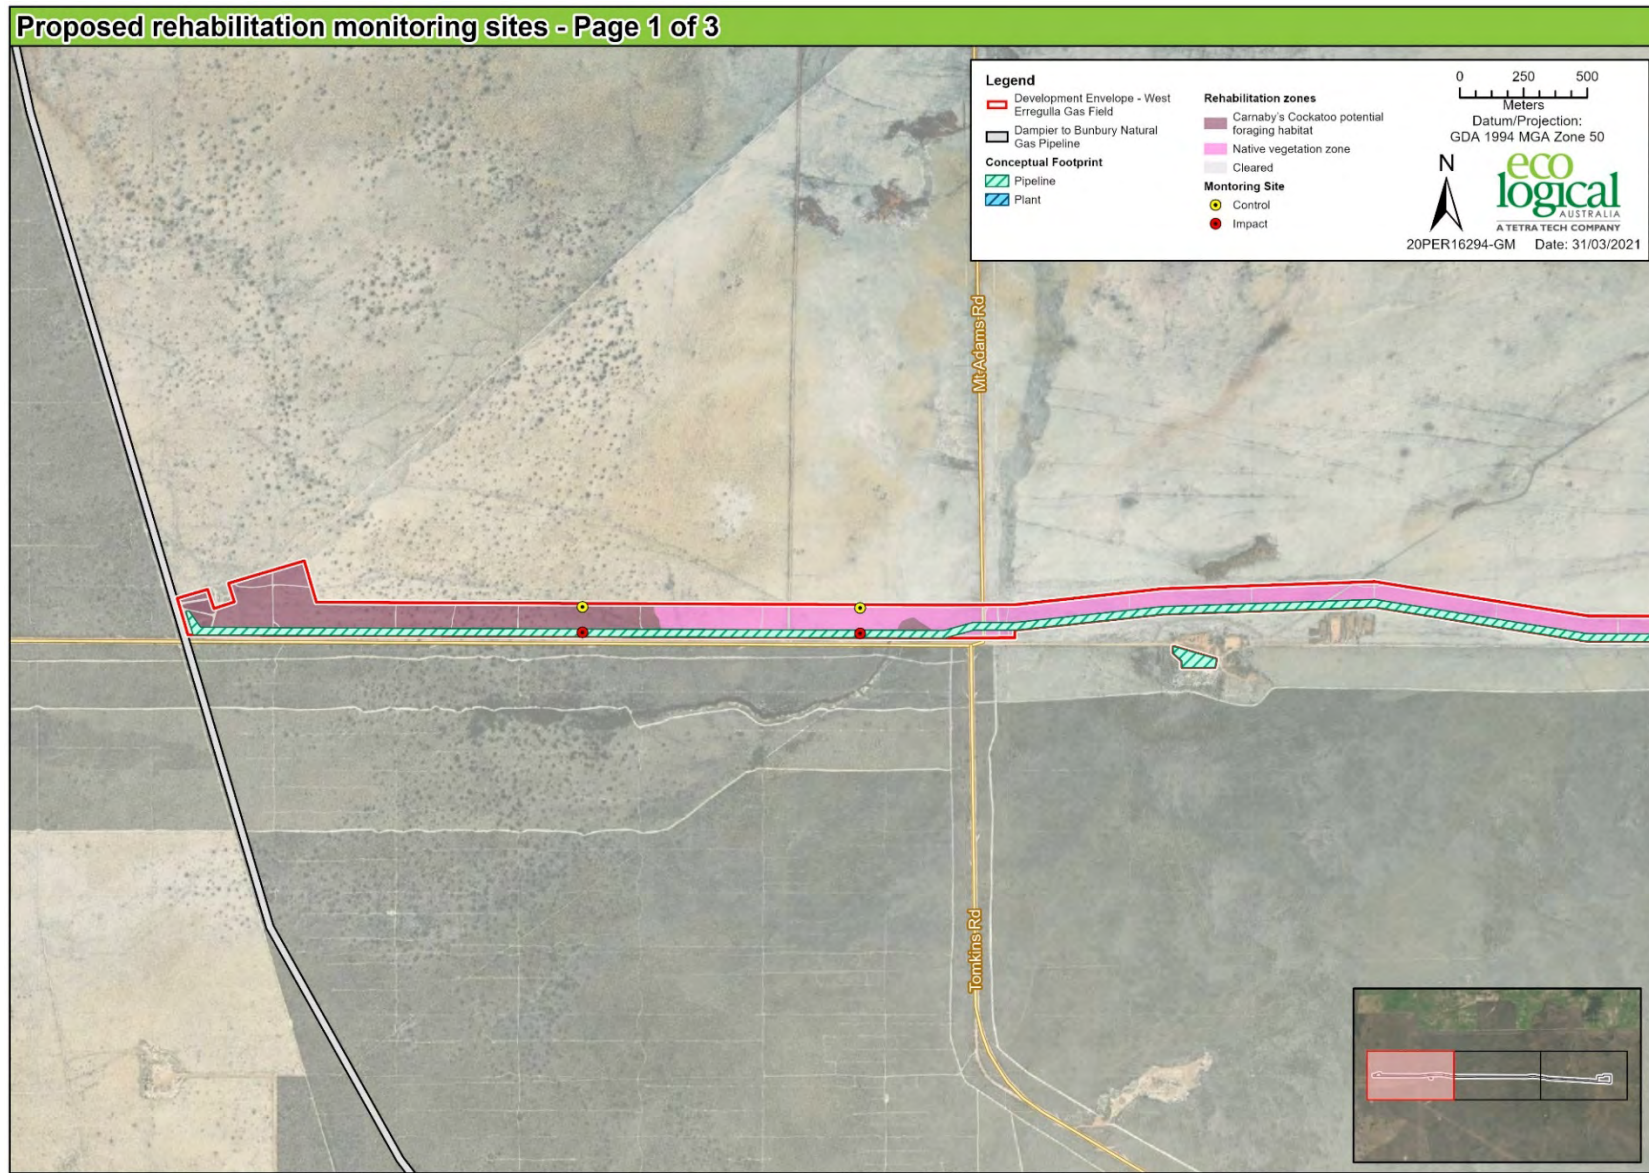 Proposed rehabilitation monitoring sites - Page 1 of 3
Legend
Development Envelope - West
Erregulla Gas Field
Dampier to Bunbury Natural
Gas Pipeline
Conceptual Footprint
Pipeline
Plant
Rehabilitation zones
Carnaby's Cockatoo potential
foraging habitat
Native vegetation zone
Cleared
Montoring Site
Control
Impact
0 250 500
Meters
Datum/Projection:
GDA 1994 MGA Zone 50
N
eco
logical
AUSTRALIA
A TETRA TECH COMPANY
20PER16294-GM Date: 31/03/2021
Mt Adams Rd
Tomkins Rd